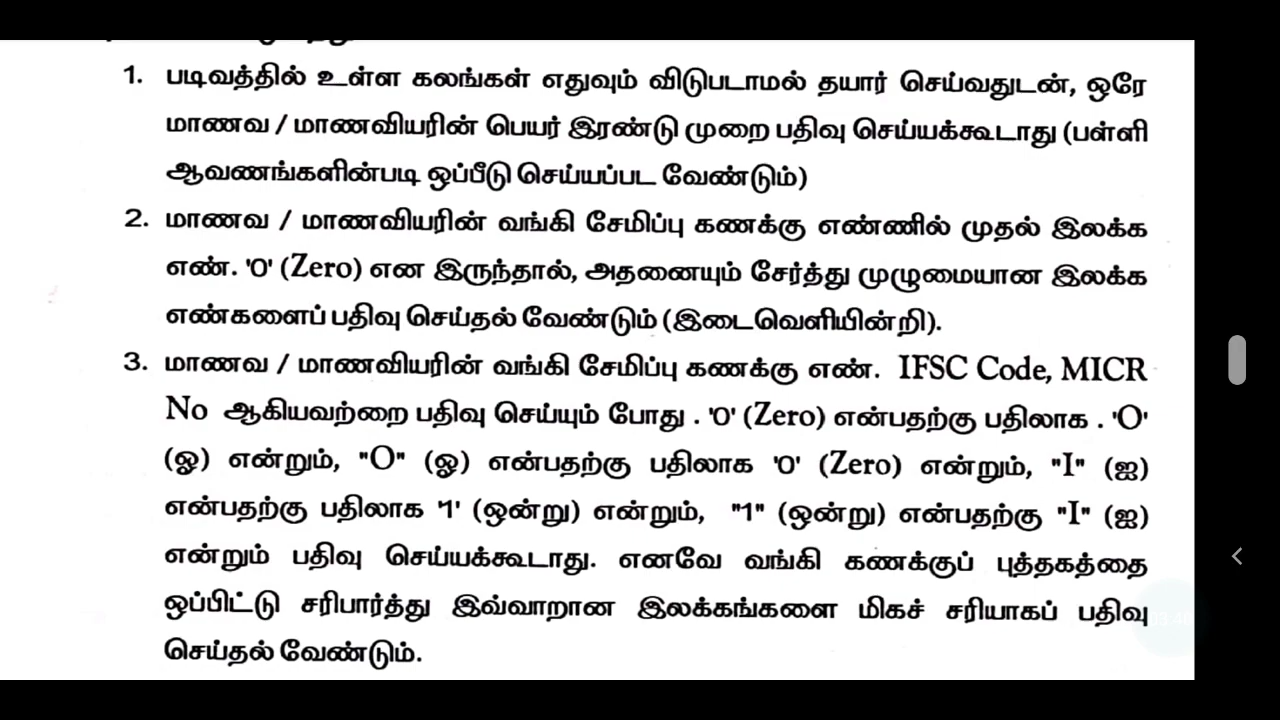 1. படிவத்தில் உள்ள கலங்கள் எதுவும் விடுபடாமல் தயார் செய்வதுடன், ஒரே
மாணவ / மாணவியரின் பெயர் இரண்டு முறை பதிவு செய்யக்கூடாது (பள்ளி
ஆவணங்களின்படி ஒப்பீடு செய்யப்பட வேண்டும்)
2. மாணவ / மாணவியரின் வங்கி சேமிப்பு கணக்கு எண்ணில் முதல் இலக்க
எண். '0' (Zero) என இருந்தால், அதனையும் சேர்த்து முழுமையான இலக்க
எண்களைப் பதிவு செய்தல் வேண்டும் (இடைவெளியின்றி).
3. மாணவ / மாணவியரின் வங்கி சேமிப்பு கணக்கு எண். IFSC Code, MICR
No ஆகியவற்றை பதிவு செய்யும் போது . '0' (Zero) என்பதற்கு பதிலாக . 'O'
(ஓ) என்றும், "O" (ஓ) என்பதற்கு பதிலாக '0' (Zero) என்றும், "I" (ஐ)
என்பதற்கு பதிலாக '1' (ஒன்று) என்றும், "1" (ஒன்று) என்பதற்கு "I" (ஐ)
என்றும் பதிவு செய்யக்கூடாது. எனவே வங்கி கணக்குப் புத்தகத்தை
ஒப்பிட்டு சரிபார்த்து இவ்வாறான இலக்கங்களை மிகச் சரியாகப் பதிவு
செய்தல் வேண்டும்.